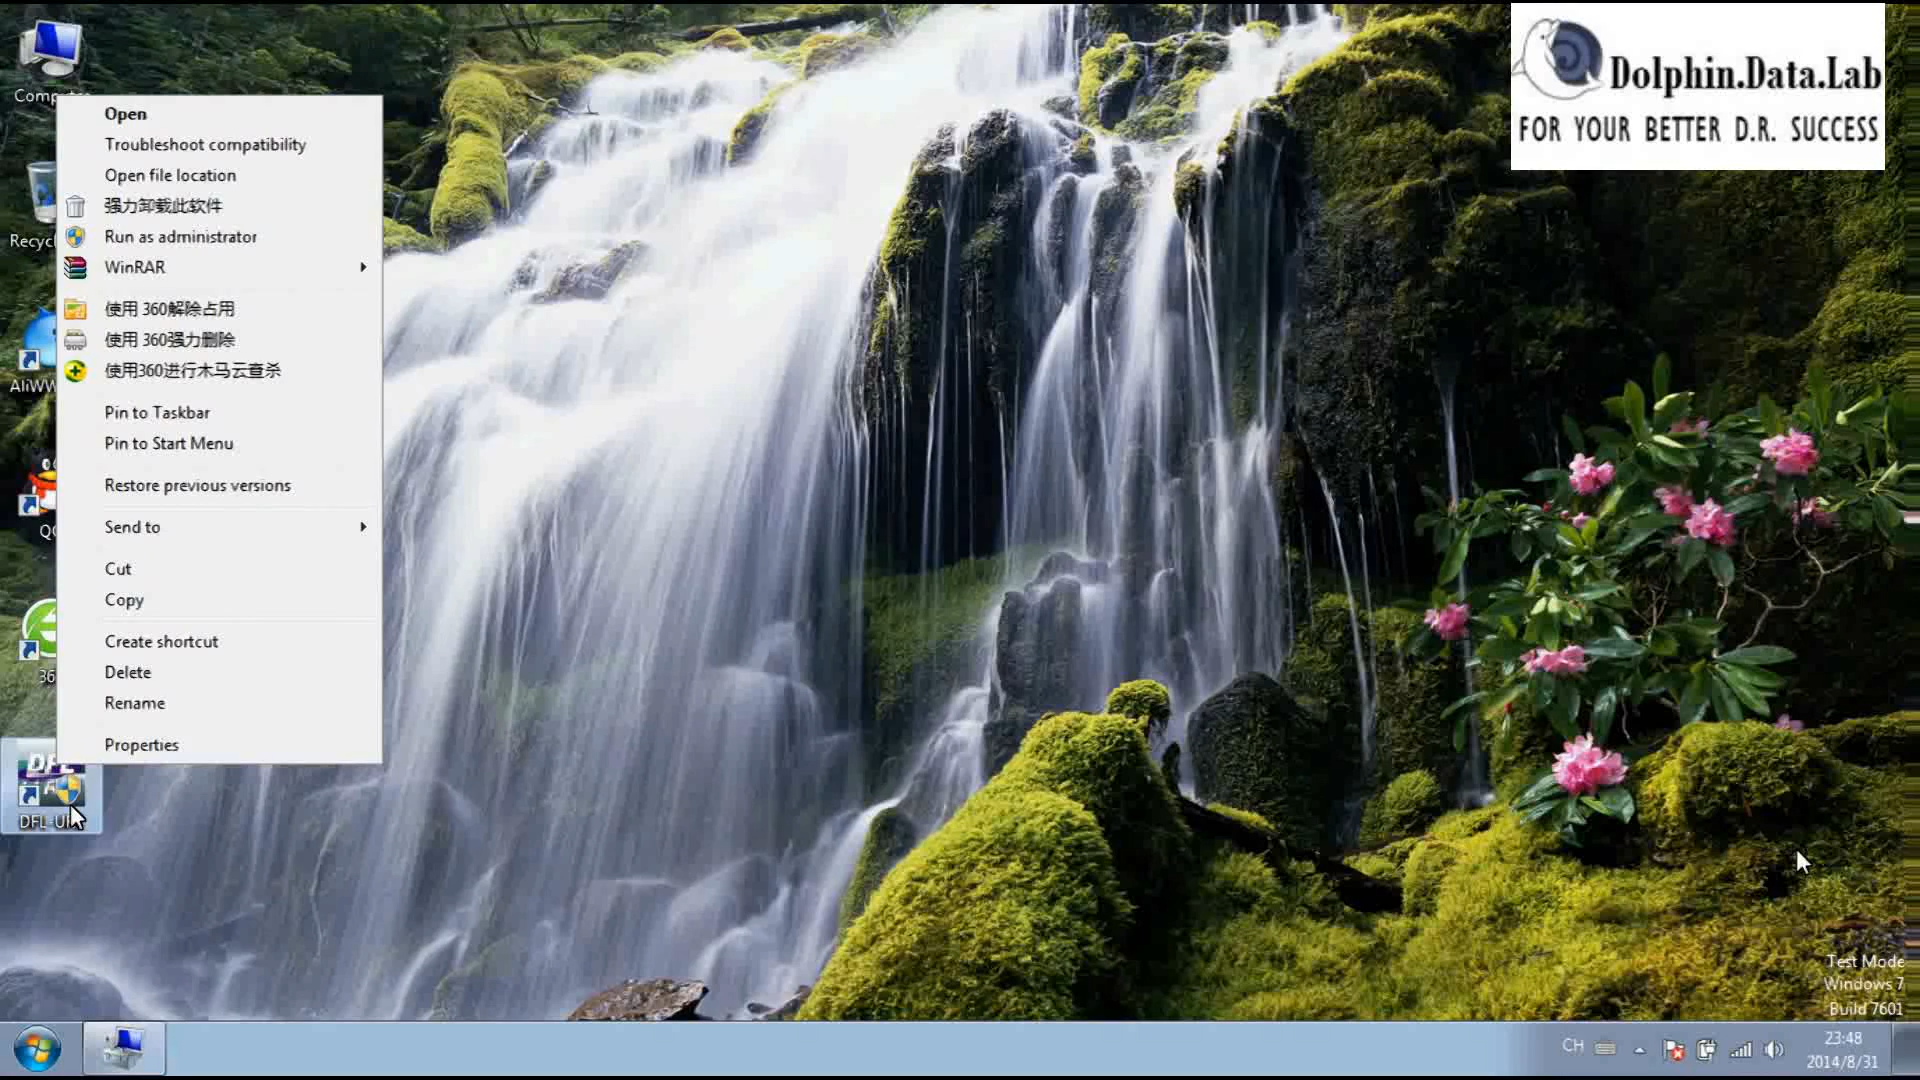 Dolphin.Data.Lab
FOR YOUR BETTER D.R. SUCCESS
Open
Troubleshoot compatibility
Open file location
强力卸载此软件
Run as administrator
WinRAR
使用 360解除占用
使用 360强力删除
使用360进行木马云查杀
Pin to Taskbar
Pin to Start Menu
Restore previous versions
Send to
Cut
Copy
Create shortcut
Delete
Rename
Properties
Test Mode
Windows 7
Build 7601
CH
23:48
2014/8/31